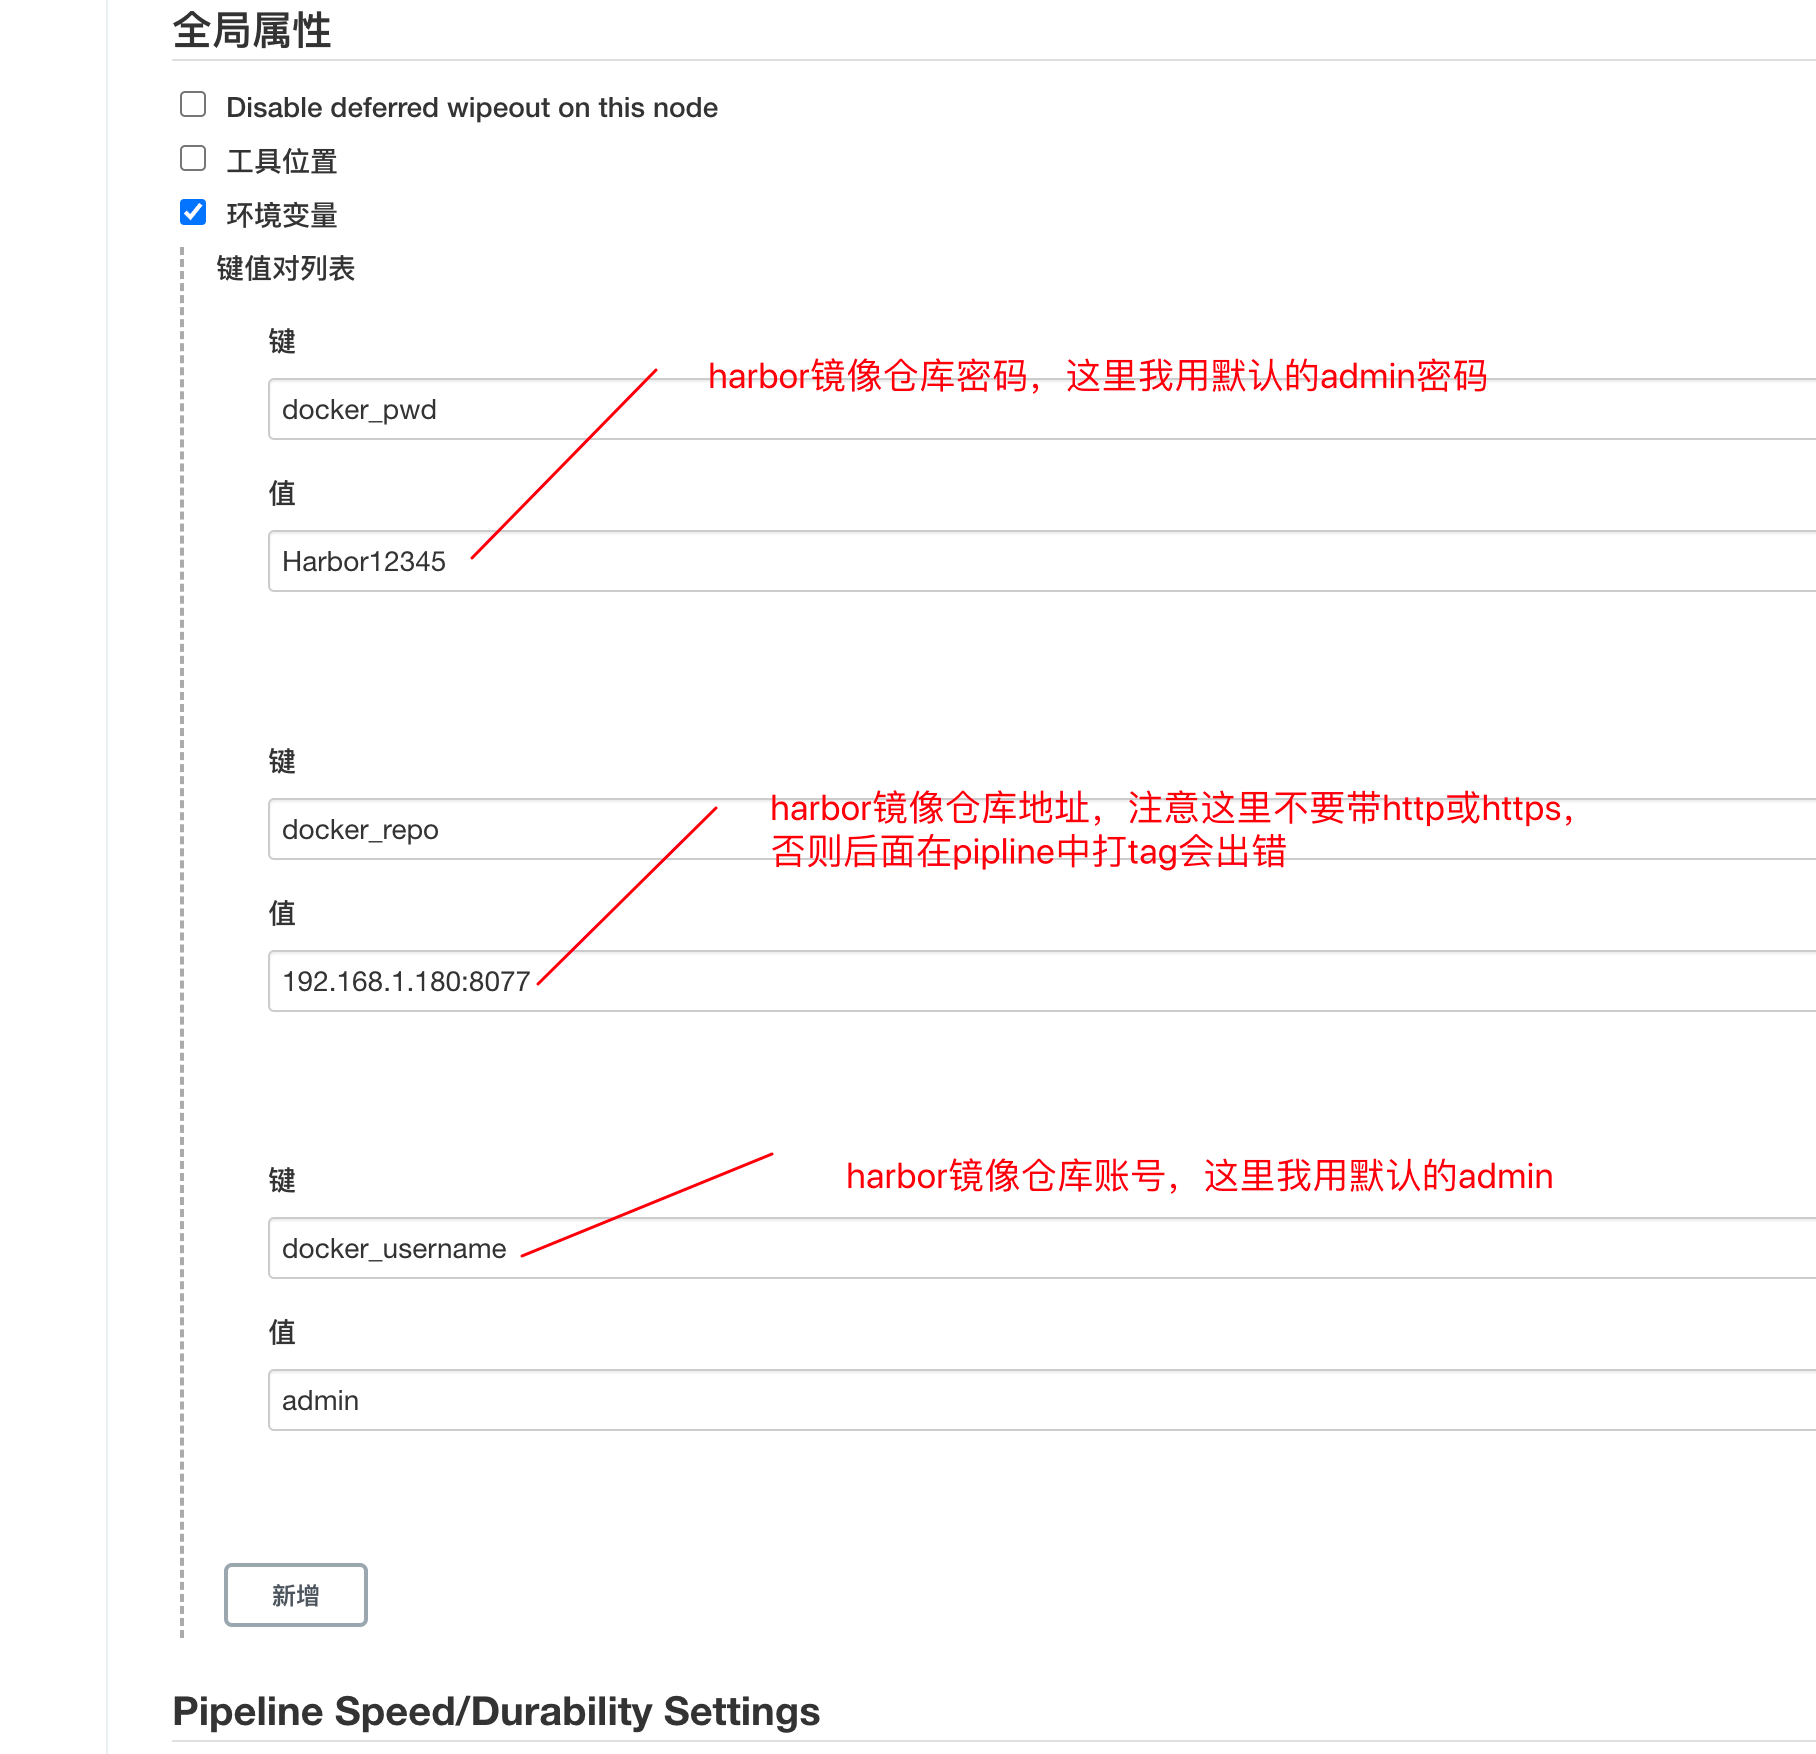 全局属性
Disable deferred wipeout on this node
工具位置
环境变量
键值对列表
键
harbor镜像仓库密码，这里我用默认的admin密码
docker_pwd
值
Harbor12345
键
harbor镜像仓库地址，注意这里不要带http或https，
否则后面在pipline中打tag会出错
docker_repo
值
192.168.1.180:8077
键
harbor镜像仓库账号，这里我用默认的admin
docker_username
值
admin
新增
Pipeline Speed/Durability Settings